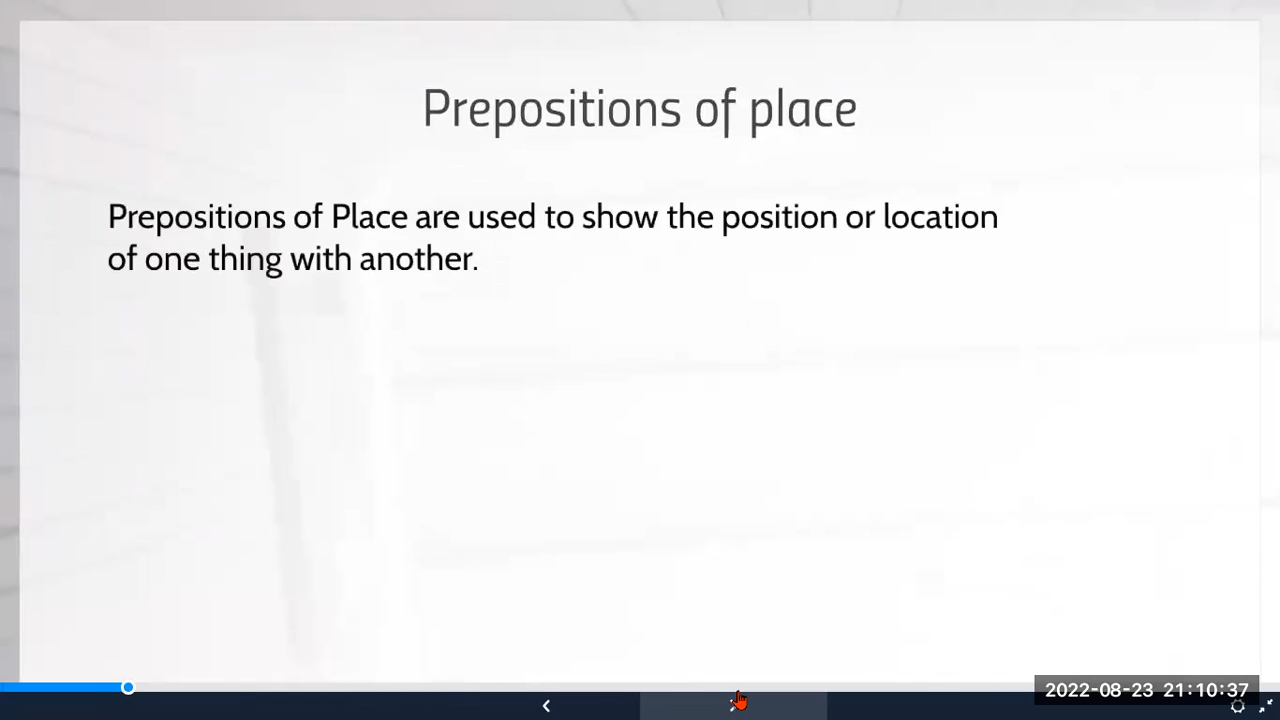 Prepositions of place
Prepositions of Place are used to show the position or location
of one thing with another.
2022-08-23 21:10:37